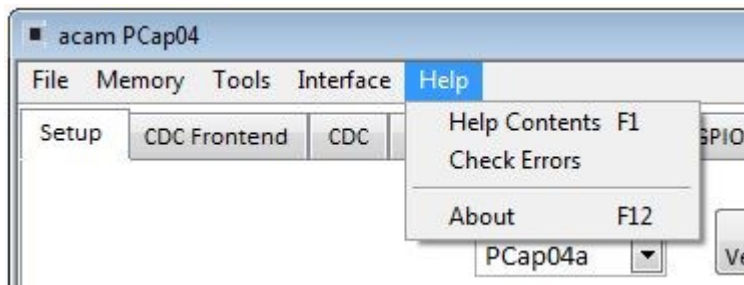 acam PCap04
File Memory Tools Interface Help
Setup CDC Frontend CDC
Help Contents F1
Check Errors
About F12
PCap04a